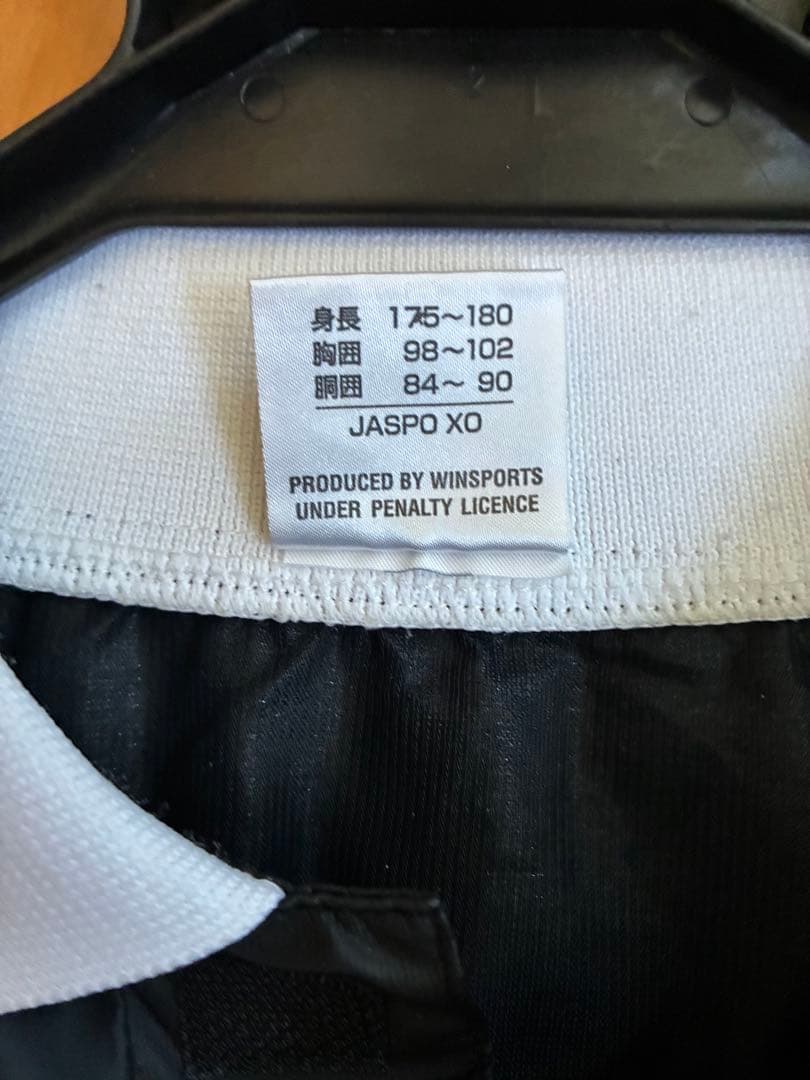 身長 175～180
胸囲 98～102
胴囲 84～ 90
JASPO XO
PRODUCED BY WINSPORTS
UNDER PENALTY LICENCE